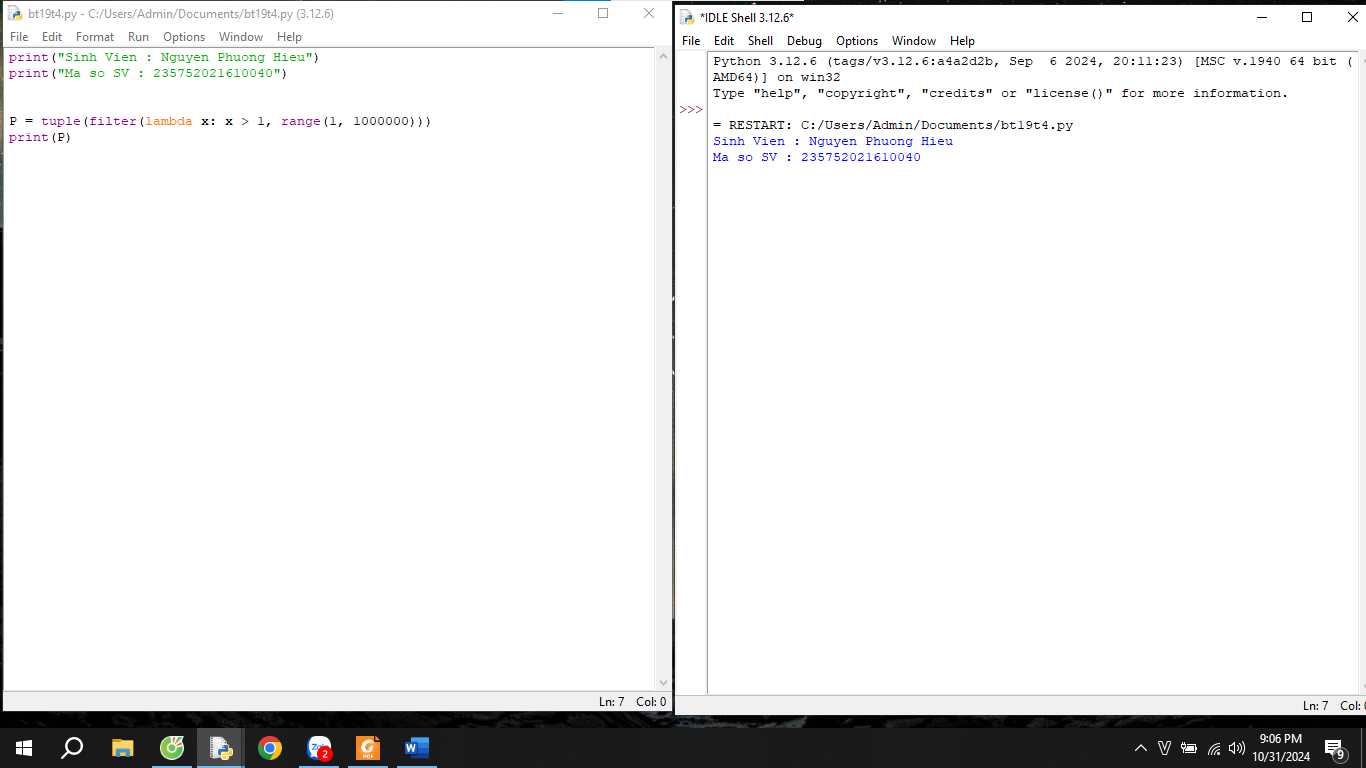 bt19t4.py - C:/Users/Admin/Documents/bt19t4.py (3.12.6)
File Edit Format Run Options Window Help
print("Sinh Vien : Nguyen Phuong Hieu")
print("Ma so SV : 235752021610040")
P = tuple(filter(lambda x: x > 1, range(1, 1000000)))
print(P)
Ln: 7 Col: 0
*IDLE Shell 3.12.6*
File Edit Shell Debug Options Window Help
Python 3.12.6 (tags/v3.12.6:a4a2d2b, Sep  6 2024, 20:11:23) [MSC v.1940 64 bit (
AMD64)] on win32
Type "help", "copyright", "credits" or "license()" for more information.
>>>
= RESTART: C:/Users/Admin/Documents/bt19t4.py
Sinh Vien : Nguyen Phuong Hieu
Ma so SV : 235752021610040
Ln: 7 Col: 0
Zalo 2
PDF
W
V
9:06 PM
10/31/2024
9